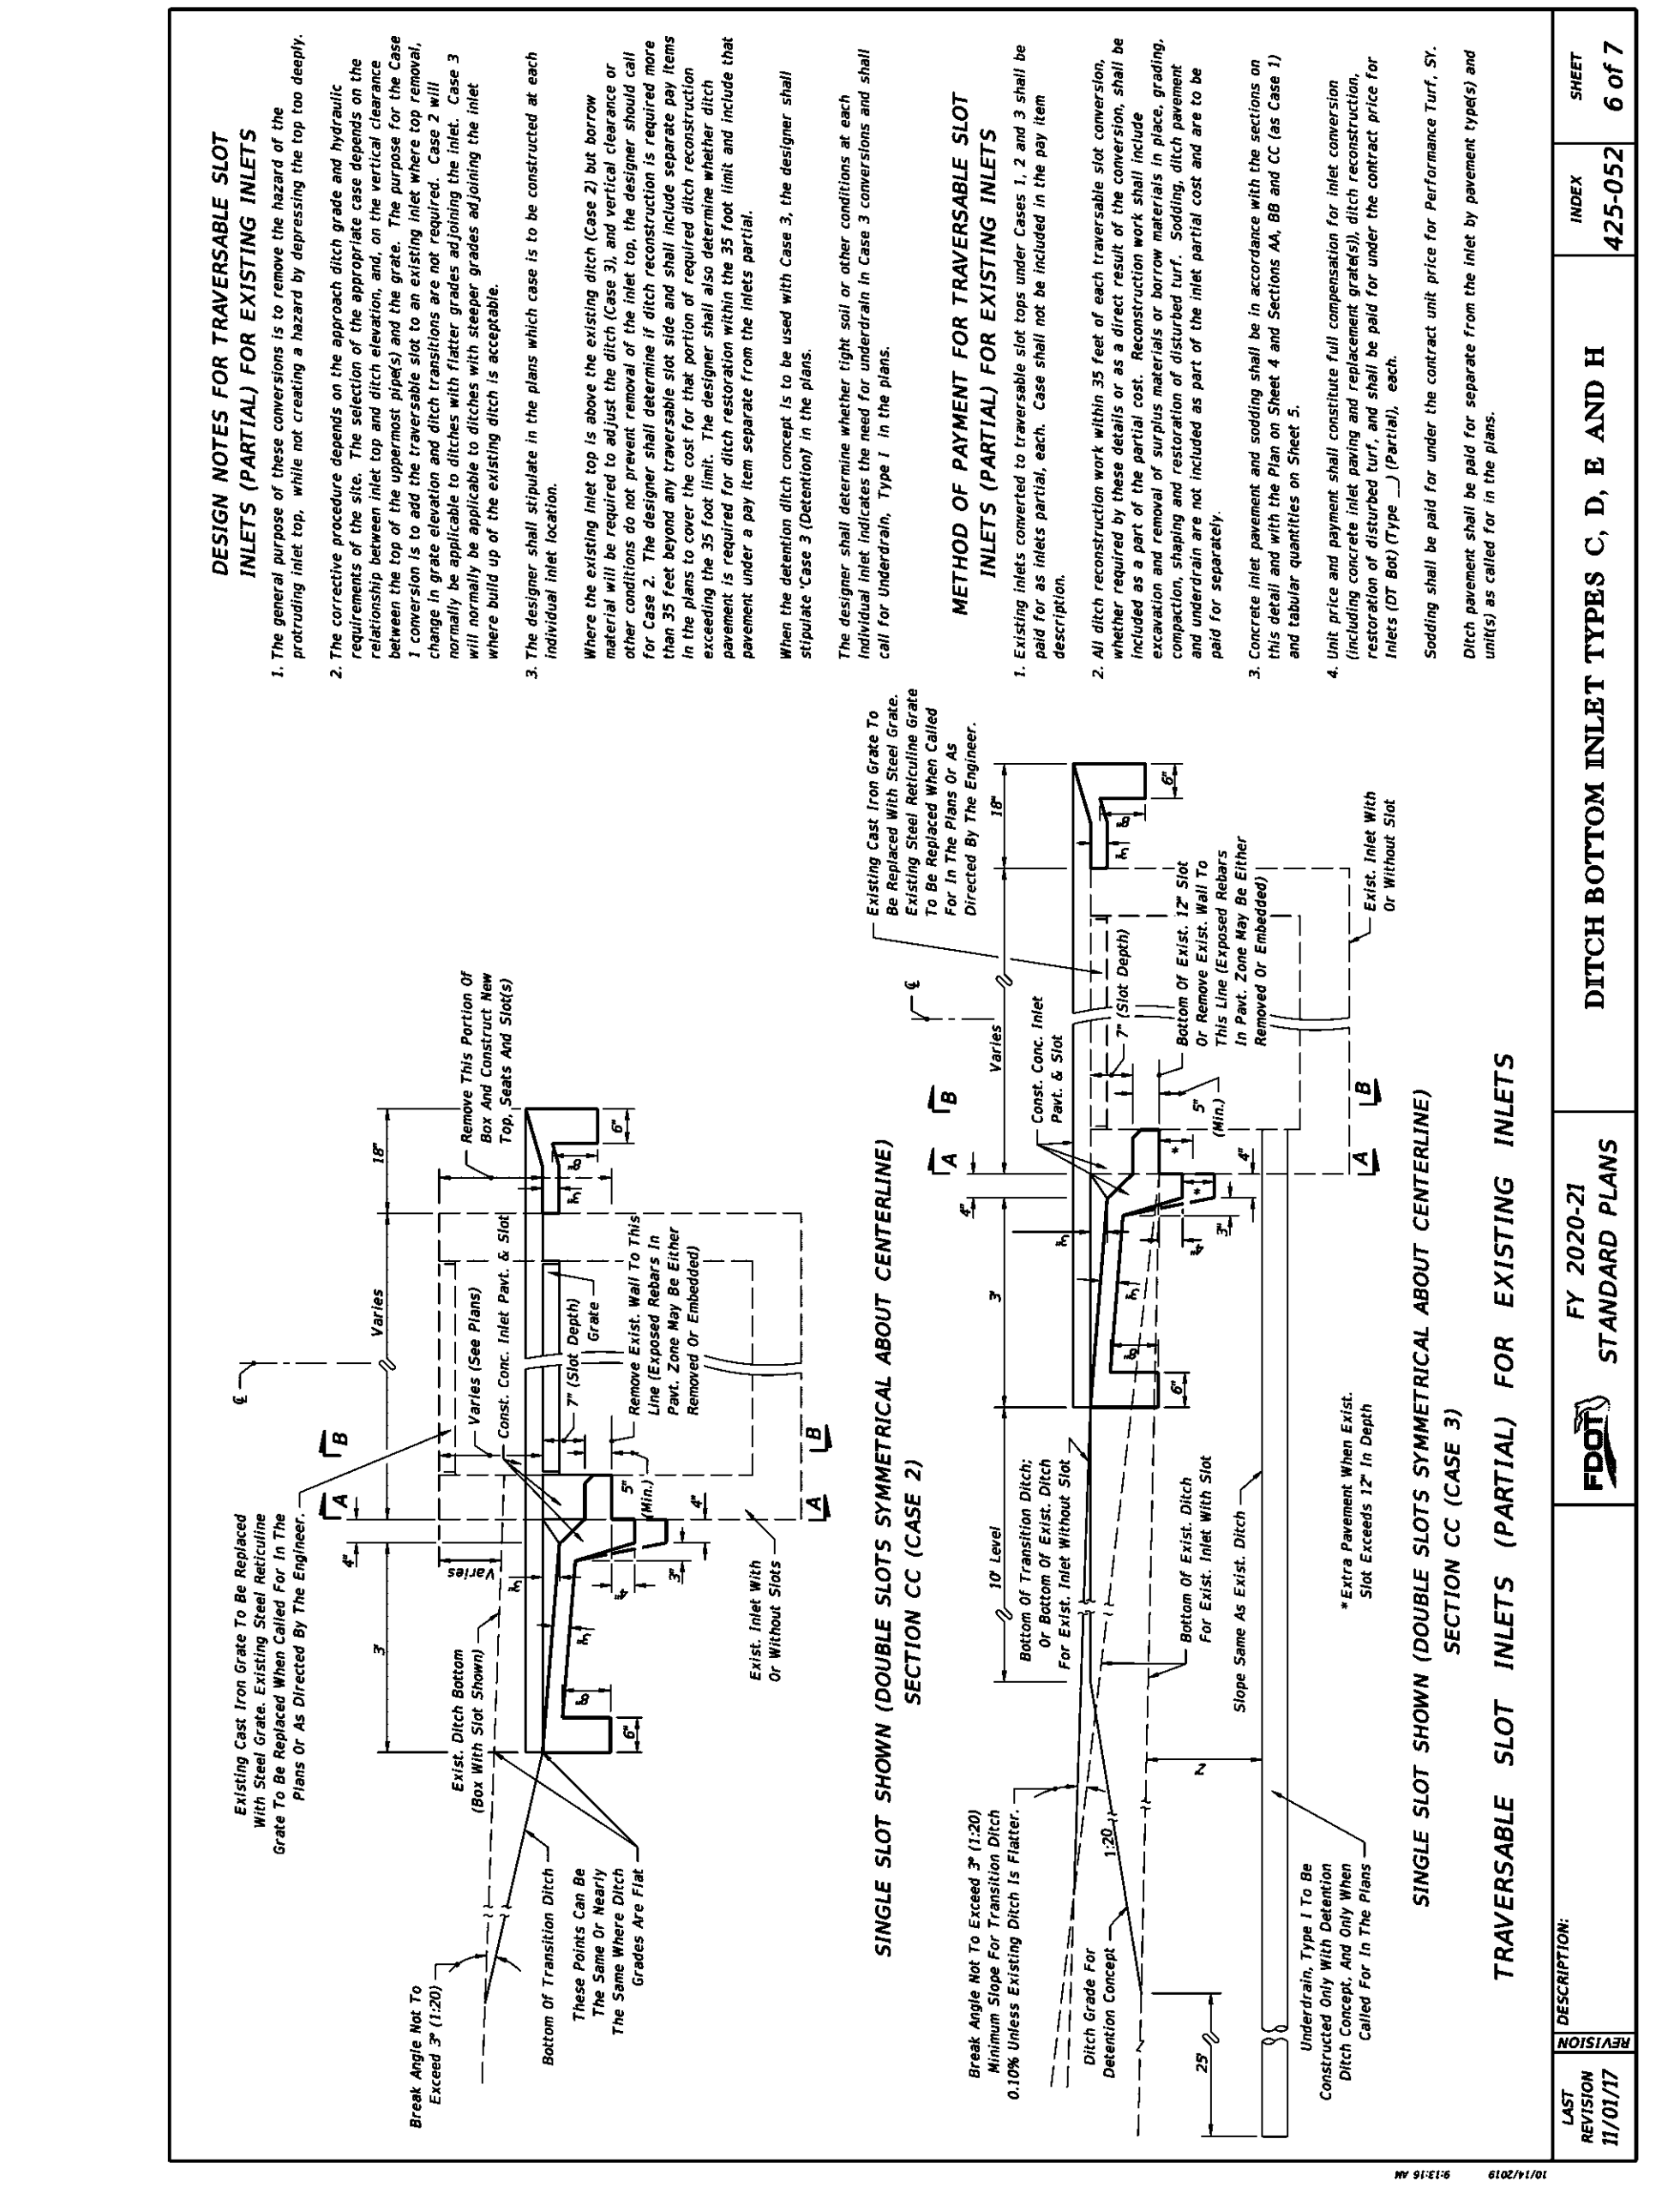 Existing Cast Iron Grate To Be Replaced
With Steel Grate. Existing Steel Reticuline
Grate To Be Replaced When Called For In The
Plans Or As Directed By The Engineer.
℄
3'
4"
Varies
18"
Remove This Portion Of
Box And Construct New
Top, Seats And Slot(s)
Varies (See Plans)
Const. Conc. Inlet Pavt. & Slot
Varies
A
B
Exist. Ditch Bottom
(Box With Slot Shown)
Break Angle Not To
Exceed 3° (1:20)
Bottom Of Transition Ditch
These Points Can Be
The Same Or Nearly
The Same Where Ditch
Grades Are Flat
3"
3"
8"
6"
4"
3"
4"
5"
(Min.)
7" (Slot Depth)
Grate
Remove Exist. Wall To This
Line (Exposed Rebars In
Pavt. Zone May Be Either
Removed Or Embedded)
3"
8"
6"
Exist. Inlet With
Or Without Slots
A
B
SINGLE SLOT SHOWN (DOUBLE SLOTS SYMMETRICAL ABOUT CENTERLINE)
SECTION CC (CASE 2)
Existing Cast Iron Grate To
Be Replaced With Steel Grate.
Existing Steel Reticuline Grate
To Be Replaced When Called
For In The Plans Or As
Directed By The Engineer.
℄
A
B
10' Level
3'
4"
Varies
18"
Const. Conc. Inlet
Pavt. & Slot
Break Angle Not To Exceed 3° (1:20)
Minimum Slope For Transition Ditch
0.10% Unless Existing Ditch Is Flatter.
Bottom Of Transition Ditch;
Or Bottom Of Exist. Ditch
For Exist. Inlet Without Slot
Ditch Grade For
Detention Concept
1:20
Bottom Of Exist. Ditch
For Exist. Inlet With Slot
3"
3"
8"
6"
4"
3"
*
*
4"
5"
(Min.)
7" (Slot Depth)
Bottom Of Exist. 12" Slot
Or Remove Exist. Wall To
This Line (Exposed Rebars
In Pavt. Zone May Be Either
Removed Or Embedded)
3"
8"
6"
25'
2'
Slope Same As Exist. Ditch
A
B
Exist. Inlet With
Or Without Slot
Underdrain, Type I To Be
Constructed Only With Detention
Ditch Concept, And Only When
Called For In The Plans
*Extra Pavement When Exist.
Slot Exceeds 12" In Depth
SINGLE SLOT SHOWN (DOUBLE SLOTS SYMMETRICAL ABOUT CENTERLINE)
SECTION CC (CASE 3)
TRAVERSABLE SLOT INLETS (PARTIAL) FOR EXISTING INLETS
DESIGN NOTES FOR TRAVERSABLE SLOT
INLETS (PARTIAL) FOR EXISTING INLETS
1. The general purpose of these conversions is to remove the hazard of the
protruding inlet top, while not creating a hazard by depressing the top too deeply.
2. The corrective procedure depends on the approach ditch grade and hydraulic
requirements of the site. The selection of the appropriate case depends on the
relationship between inlet top and ditch elevation, and, on the vertical clearance
between the top of the uppermost pipe(s) and the grate. The purpose for the Case
1 conversion is to add the traversable slot to an existing inlet where top removal,
change in grate elevation and ditch transitions are not required. Case 2 will
normally be applicable to ditches with flatter grades adjoining the inlet. Case 3
will normally be applicable to ditches with steeper grades adjoining the inlet
where build up of the existing ditch is acceptable.
3. The designer shall stipulate in the plans which case is to be constructed at each
individual inlet location.
Where the existing inlet top is above the existing ditch (Case 2) but borrow
material will be required to adjust the ditch (Case 3), and vertical clearance or
other conditions do not prevent removal of the inlet top, the designer should call
for Case 2. The designer shall determine if ditch reconstruction is required more
than 35 feet beyond any traversable slot side and shall include separate pay items
in the plans to cover the cost for that portion of required ditch reconstruction
exceeding the 35 foot limit. The designer shall also determine whether ditch
pavement is required for ditch restoration within the 35 foot limit and include that
pavement under a pay item separate from the inlets partial.
When the detention ditch concept is to be used with Case 3, the designer shall
stipulate 'Case 3 (Detention)' in the plans.
The designer shall determine whether tight soil or other conditions at each
individual inlet indicates the need for underdrain in Case 3 conversions and shall
call for Underdrain, Type I in the plans.
METHOD OF PAYMENT FOR TRAVERSABLE SLOT
INLETS (PARTIAL) FOR EXISTING INLETS
1. Existing inlets converted to traversable slot tops under Cases 1, 2 and 3 shall be
paid for as inlets partial, each. Case shall not be included in the pay item
description.
2. All ditch reconstruction work within 35 feet of each traversable slot conversion,
whether required by these details or as a direct result of the conversion, shall be
included as a part of the partial cost. Reconstruction work shall include
excavation and removal of surplus materials or borrow materials in place, grading,
compaction, shaping and restoration of disturbed turf. Sodding, ditch pavement
and underdrain are not included as part of the inlet partial cost and are to be
paid for separately.
3. Concrete inlet pavement and sodding shall be in accordance with the sections on
this detail and with the Plan on Sheet 4 and Sections AA, BB and CC (as Case 1)
and tabular quantities on Sheet 5.
4. Unit price and payment shall constitute full compensation for inlet conversion
(including concrete inlet paving and replacement grate(s)), ditch reconstruction,
restoration of disturbed turf, and shall be paid for under the contract price for
Inlets (DT Bot) (Type __) (Partial), each.
Sodding shall be paid for under the contract unit price for Performance Turf, SY.
Ditch pavement shall be paid for separate from the inlet by pavement type(s) and
unit(s) as called for in the plans.
LAST
REVISION
11/01/17
REVISION
DESCRIPTION:
FDOT
FY 2020-21
STANDARD PLANS
DITCH BOTTOM INLET TYPES C, D, E AND H
INDEX
425-052
SHEET
6 of 7
10/14/2019
9:13:16 AM